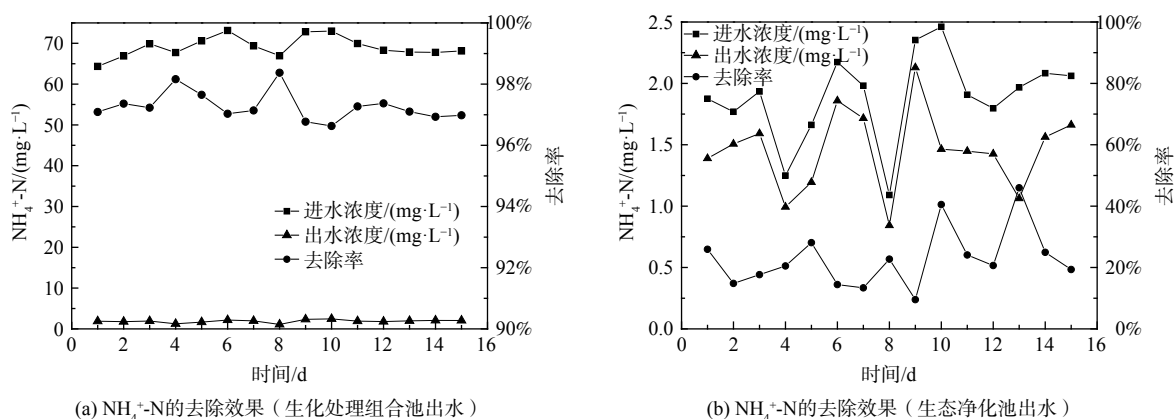 NH₄⁺-N/(mg·L⁻¹)
70
60
50
40
30
20
10
0
进水浓度/(mg·L⁻¹)
出水浓度/(mg·L⁻¹)
去除率
100%
98%
96%
94%
92%
90%
去除率
0 2 4 6 8 10 12 14 16
时间/d
(a) NH₄⁺-N的去除效果（生化处理组合池出水）
NH₄⁺-N/(mg·L⁻¹)
2.5
2.0
1.5
1.0
0.5
0.0
进水浓度/(mg·L⁻¹)
出水浓度/(mg·L⁻¹)
去除率
100%
80%
60%
40%
20%
0%
去除率
0 2 4 6 8 10 12 14 16
时间/d
(b) NH₄⁺-N的去除效果（生态净化池出水）